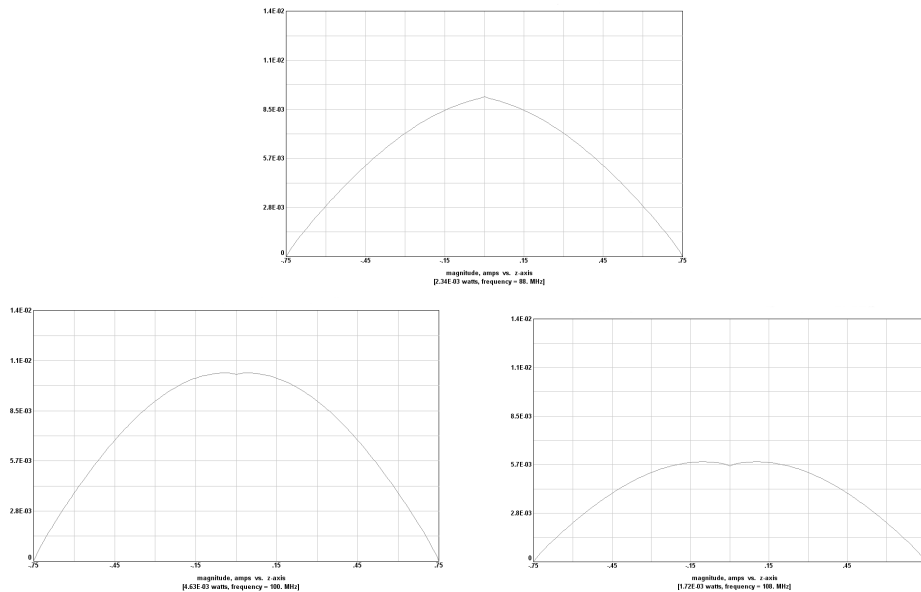 1.4E-02
1.1E-02
8.5E-03
5.7E-03
2.8E-03
0
-.75 -.45 -.15 .15 .45 .75
magnitude, amps vs. z-axis
[2.34E-03 watts, frequency = 88. MHz]
1.4E-02
1.1E-02
8.5E-03
5.7E-03
2.8E-03
0
-.75 -.45 -.15 .15 .45 .75
magnitude, amps vs. z-axis
[4.63E-03 watts, frequency = 100. MHz]
1.4E-02
1.1E-02
8.5E-03
5.7E-03
2.8E-03
0
-.75 -.45 -.15 .15 .45
magnitude, amps vs. z-axis
[1.72E-03 watts, frequency = 108. MHz]